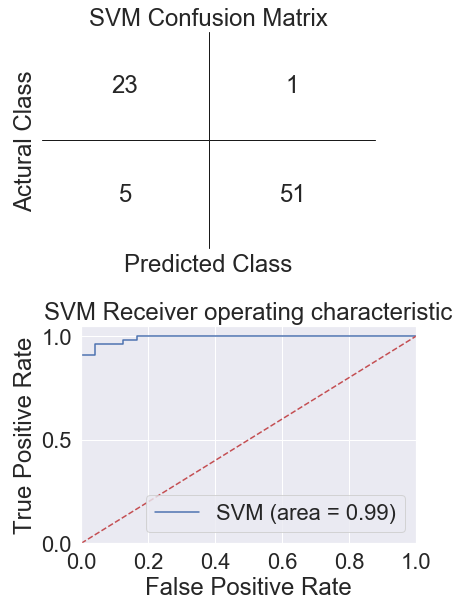 SVM Confusion Matrix
Actural Class
23 1
5 51
Predicted Class
SVM Receiver operating characteristic
True Positive Rate
1.0
0.5
0.0
SVM (area = 0.99)
0.0 0.2 0.4 0.6 0.8 1.0
False Positive Rate